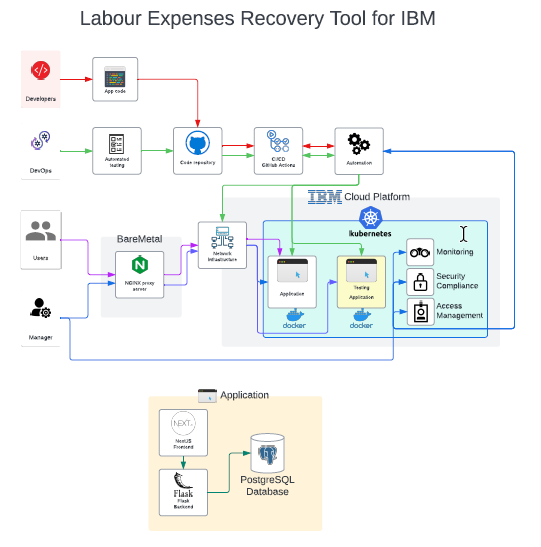 Labour Expenses Recovery Tool for IBM
Developers
App code
DevOps
Automated
testing
Code repository
CI/CD
GitHub Actions
Automation
IBM Cloud Platform
kubernetes
Users
BareMetal
NGINX proxy
server
Network
Infrastructure
Application
docker
Testing
Application
docker
Monitoring
Security
Compliance
Access
Management
Manager
Application
NEXT
NextJS
Frontend
Flask
Flask
Backend
PostgreSQL
Database